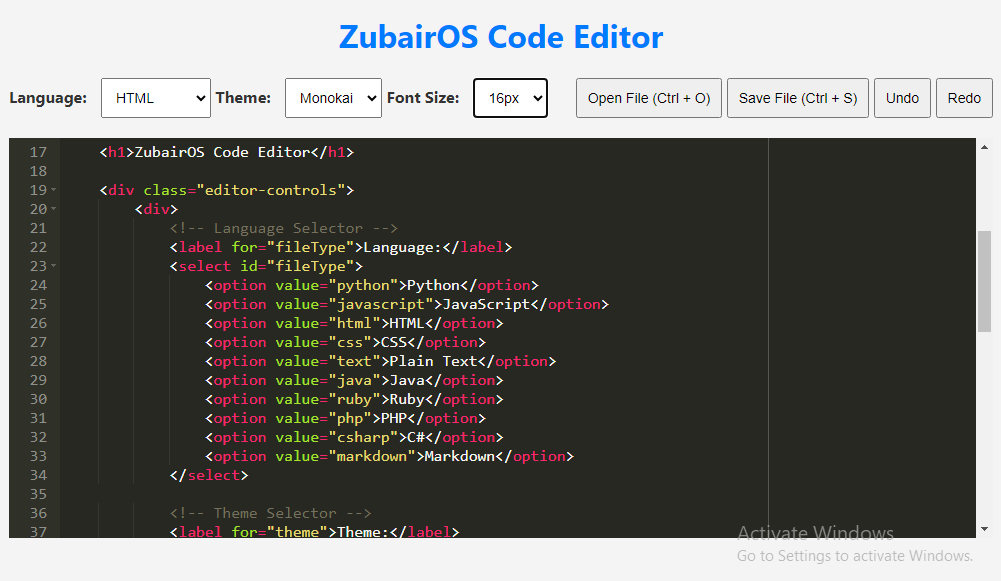 ZubairOS Code Editor
Language: HTML Theme: Monokai Font Size: 16px Open File (Ctrl + O) Save File (Ctrl + S) Undo Redo
17 <h1>ZubairOS Code Editor</h1>
18
19 <div class="editor-controls">
20 <div>
21 <!-- Language Selector -->
22 <label for="fileType">Language:</label>
23 <select id="fileType">
24 <option value="python">Python</option>
25 <option value="javascript">JavaScript</option>
26 <option value="html">HTML</option>
27 <option value="css">CSS</option>
28 <option value="text">Plain Text</option>
29 <option value="java">Java</option>
30 <option value="ruby">Ruby</option>
31 <option value="php">PHP</option>
32 <option value="csharp">C#</option>
33 <option value="markdown">Markdown</option>
34 </select>
35
36 <!-- Theme Selector -->
37 <label for="theme">Theme:</label>
Activate Windows
Go to Settings to activate Windows.